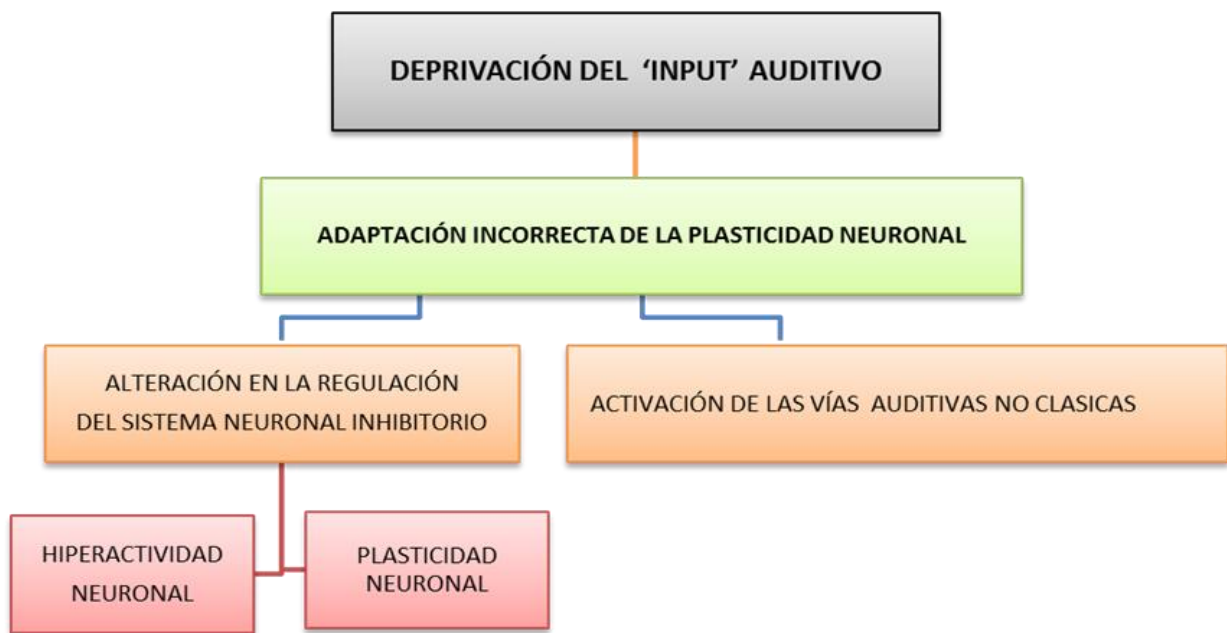 DEPRIVACIÓN DEL ‘INPUT’ AUDITIVO
ADAPTACIÓN INCORRECTA DE LA PLASTICIDAD NEURONAL
ALTERACIÓN EN LA REGULACIÓN
DEL SISTEMA NEURONAL INHIBITORIO
ACTIVACIÓN DE LAS VÍAS AUDITIVAS NO CLASICAS
HIPERACTIVIDAD
NEURONAL
PLASTICIDAD
NEURONAL